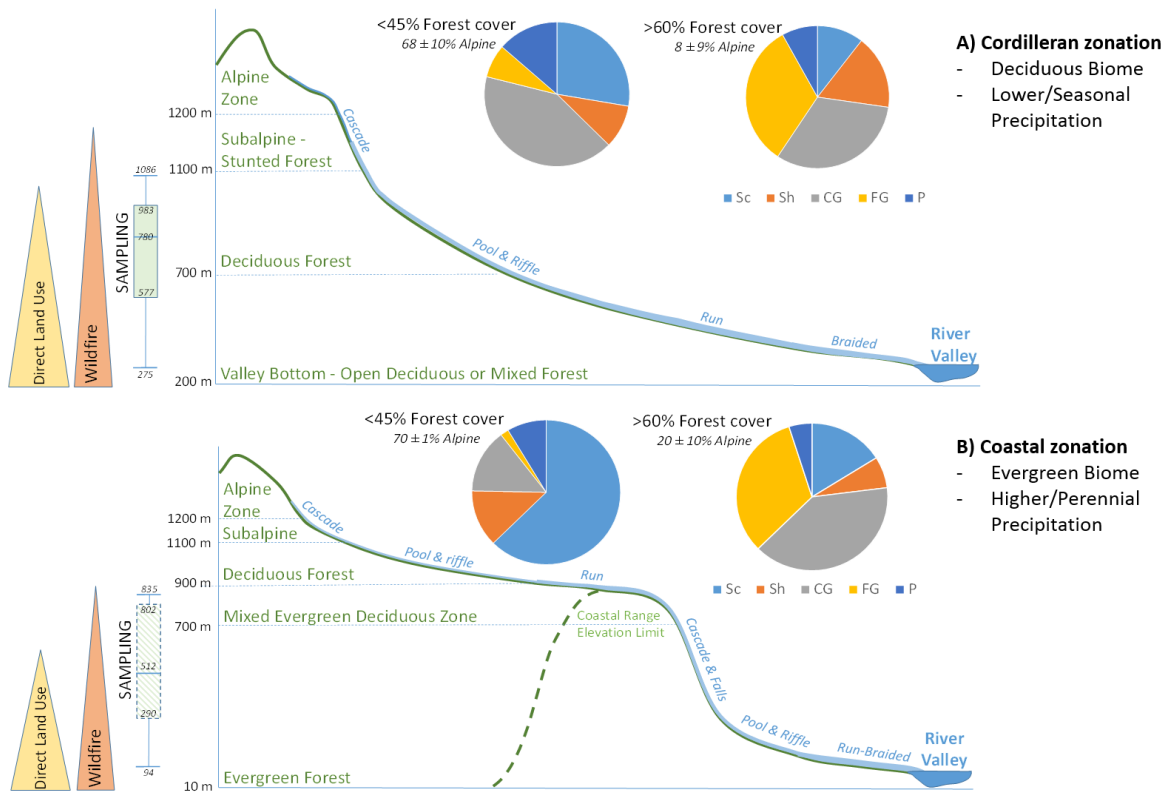 <45% Forest cover
68 ± 10% Alpine
>60% Forest cover
8 ± 9% Alpine
A) Cordilleran zonation
- Deciduous Biome
- Lower/Seasonal
Precipitation
Alpine
Zone
1200 m
Cascade
Subalpine -
Stunted Forest
1100 m
Sc Sh CG FG P
1086
983
780
577
275
SAMPLING
Direct Land Use
Wildfire
Deciduous Forest
Pool & Riffle
700 m
Run
Braided
River
Valley
200 m
Valley Bottom - Open Deciduous or Mixed Forest
<45% Forest cover
70 ± 1% Alpine
>60% Forest cover
20 ± 10% Alpine
B) Coastal zonation
- Evergreen Biome
- Higher/Perennial
Precipitation
Alpine
Zone
1200 m
Cascade
Subalpine
1100 m
Pool & riffle
Deciduous Forest
Run
900 m
Sc Sh CG FG P
835
802
512
290
94
SAMPLING
Direct Land Use
Wildfire
Mixed Evergreen Deciduous Zone
700 m
Coastal Range
Elevation Limit
Cascade & Falls
Pool & Riffle
Run-Braided
River
Valley
Evergreen Forest
10 m